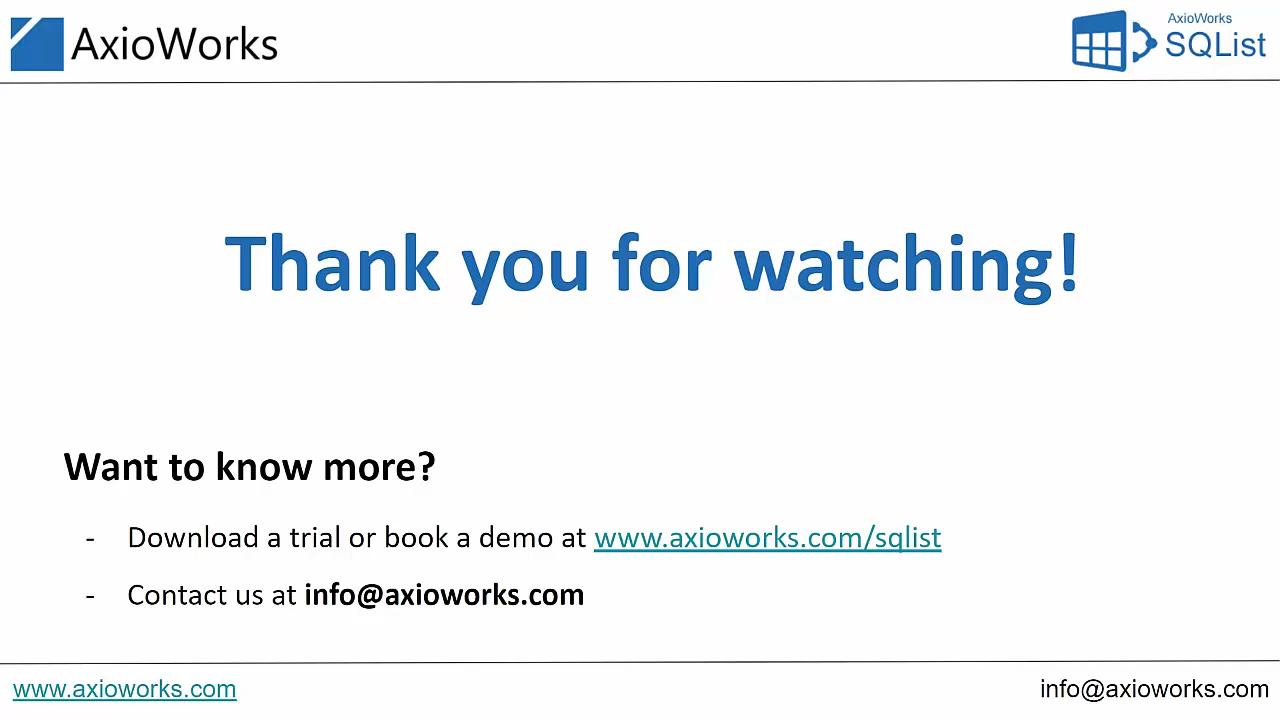 AxioWorks
AxioWorks
SQList
Thank you for watching!
Want to know more?
- Download a trial or book a demo at www.axioworks.com/sqlist
- Contact us at info@axioworks.com
www.axioworks.com
info@axioworks.com